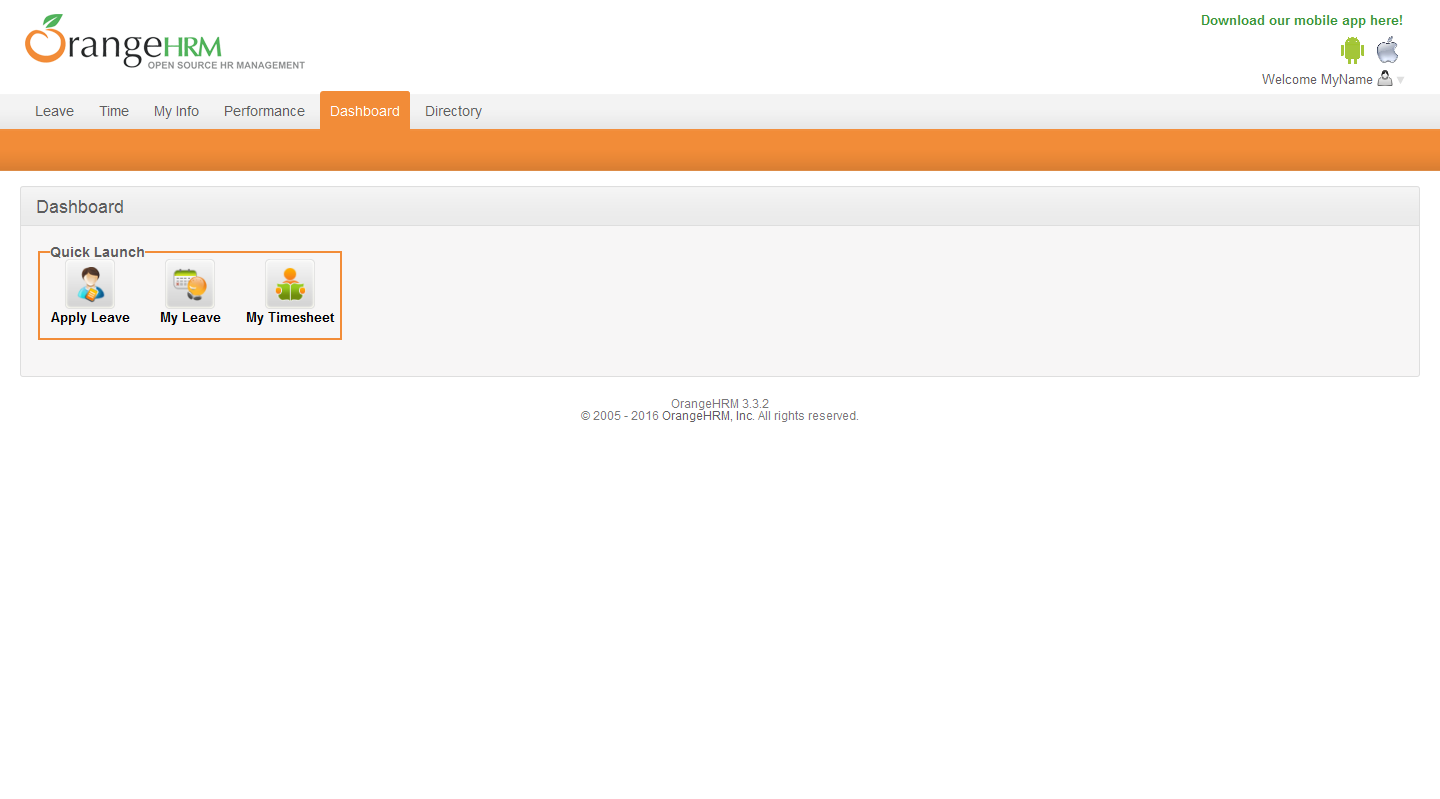 Download our mobile app here!
OrangeHRM
OPEN SOURCE HR MANAGEMENT
Welcome MyName
Leave Time My Info Performance Dashboard Directory
Dashboard
Quick Launch
Apply Leave My Leave My Timesheet
OrangeHRM 3.3.2
© 2005 - 2016 OrangeHRM, Inc. All rights reserved.